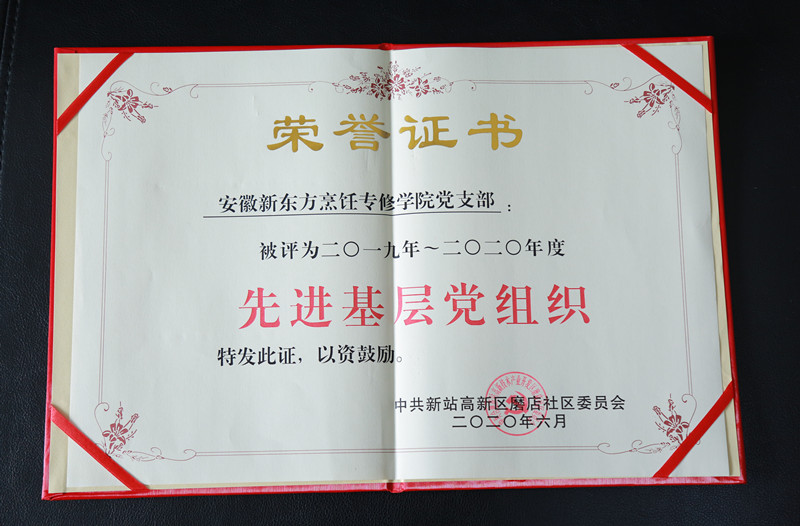 荣誉证书
安徽新东方烹饪专修学院党支部：
被评为二〇一九年～二〇二〇年度
先进基层党组织
特发此证，以资鼓励。
中共新站高新区磨店社区委员会
二〇二〇年六月